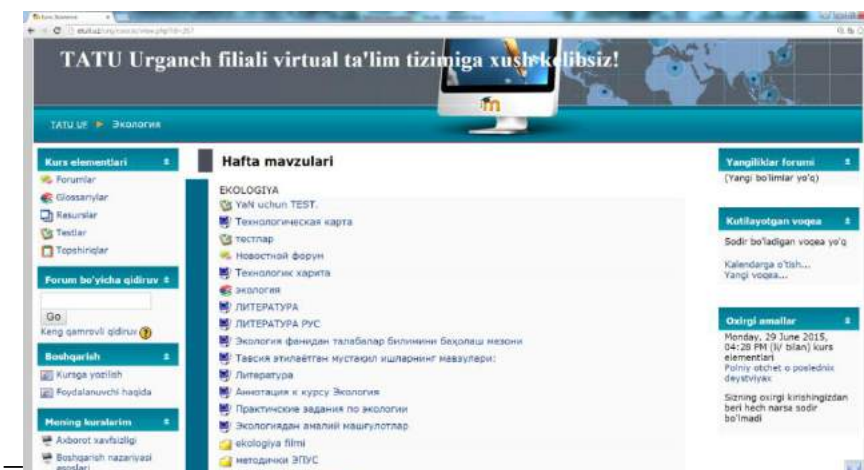 TATU Urganch filiali virtual ta'lim tizimiga xush kelibsiz!
TATU UF ► Экология
Kurs elementlari
Forumlar
Glossariylar
Resurslar
Testlar
Topshiriqlar
Forum bo'yicha qidiruv
Go
Keng qamrovli qidiruv
Boshqarish
Kursga yozilish
Foydalanuvchi haqida
Mening kurslarim
Axborot xavfsizligi
Boshqarish nazariyasi
asoslari
Hafta mavzulari
EKOLOGIYA
YaN uchun TEST.
Технологическая карта
тестлар
Новостной форум
Технологик харита
экология
ЛИТЕРАТУРА
ЛИТЕРАТУРА РУС
Экология фанидан талабалар билимини баҳолаш мезони
Тавсия этилаётган мустақил ишларнинг мавзулари:
Литература
Аннотация к курсу Экология
Практические задания по экологии
Экологиядан амалий машғулотлар
ekologiya filmi
методички ЭПУС
Yangiliklar forumi
(Yangi bo'limlar yo'q)
Kutilayotgan voqea
Sodir bo'ladigan voqea yo'q
Kalendarga o'tish...
Yangi voqea...
Oxirgi amallar
Monday, 29 June 2015,
04:28 PM (li/ bilan) kurs
elementlari
Polniy otchet o poslednix
deystviyax
Sizning oxirgi kirishingizdan
beri hech narsa sodir
bo'lmadi